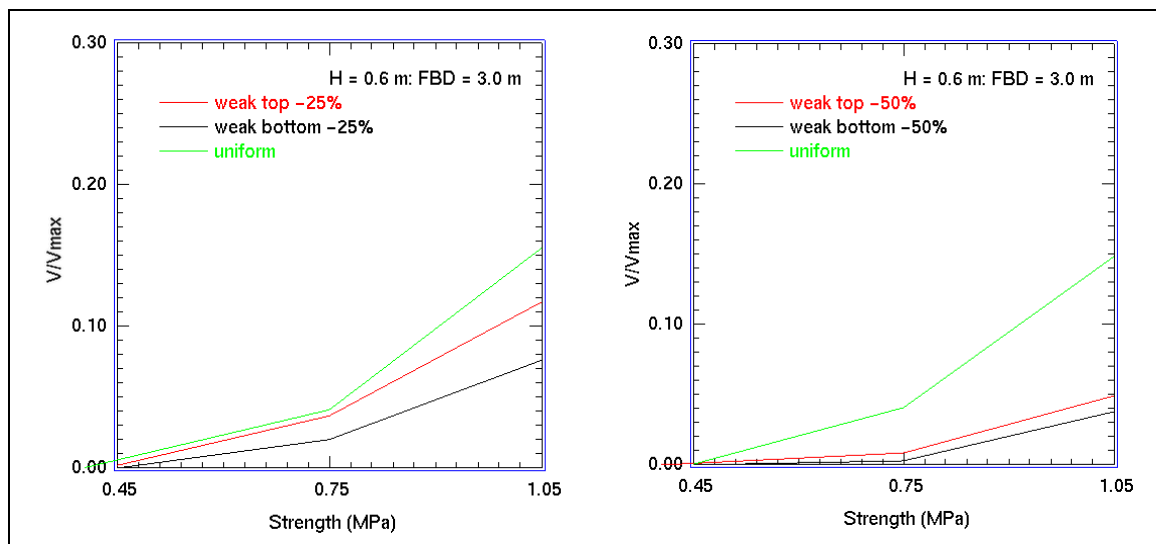 0.30
H = 0.6 m: FBD = 3.0 m
weak top −25%
weak bottom −25%
uniform
0.20
V/Vmax
0.10
0.00
0.45
0.75
1.05
Strength (MPa)
0.30
H = 0.6 m: FBD = 3.0 m
weak top −50%
weak bottom −50%
uniform
0.20
V/Vmax
0.10
0.00
0.45
0.75
1.05
Strength (MPa)